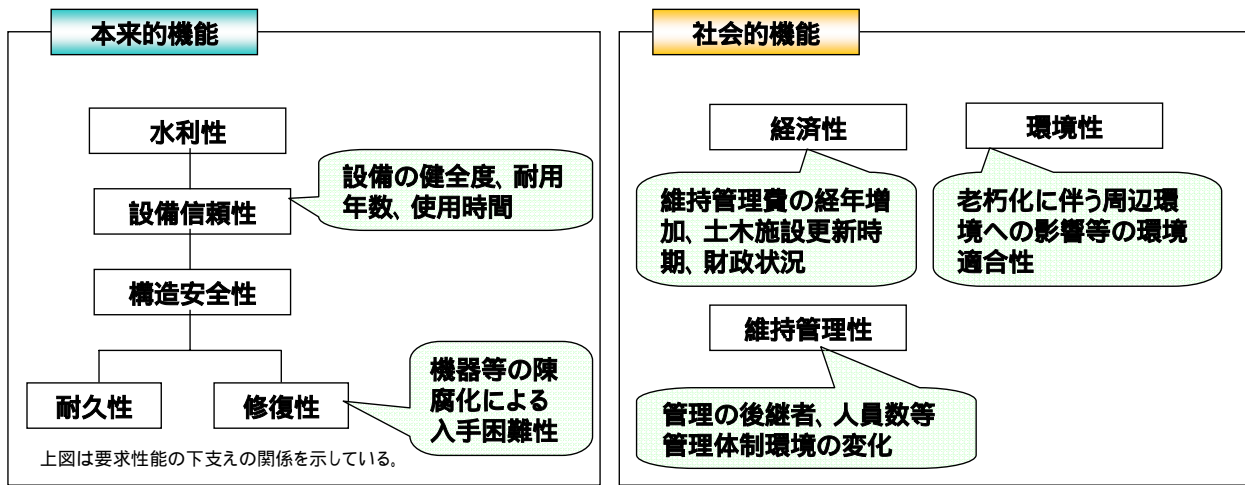 本来的機能
水利性
設備信頼性
設備の健全度、耐用
年数、使用時間
構造安全性
耐久性
修復性
機器等の陳
腐化による
入手困難性
上図は要求性能の下支えの関係を示している。
社会的機能
経済性
維持管理費の経年増
加、土木施設更新時
期、財政状況
環境性
老朽化に伴う周辺環
境への影響等の環境
適合性
維持管理性
管理の後継者、人員数等
管理体制環境の変化